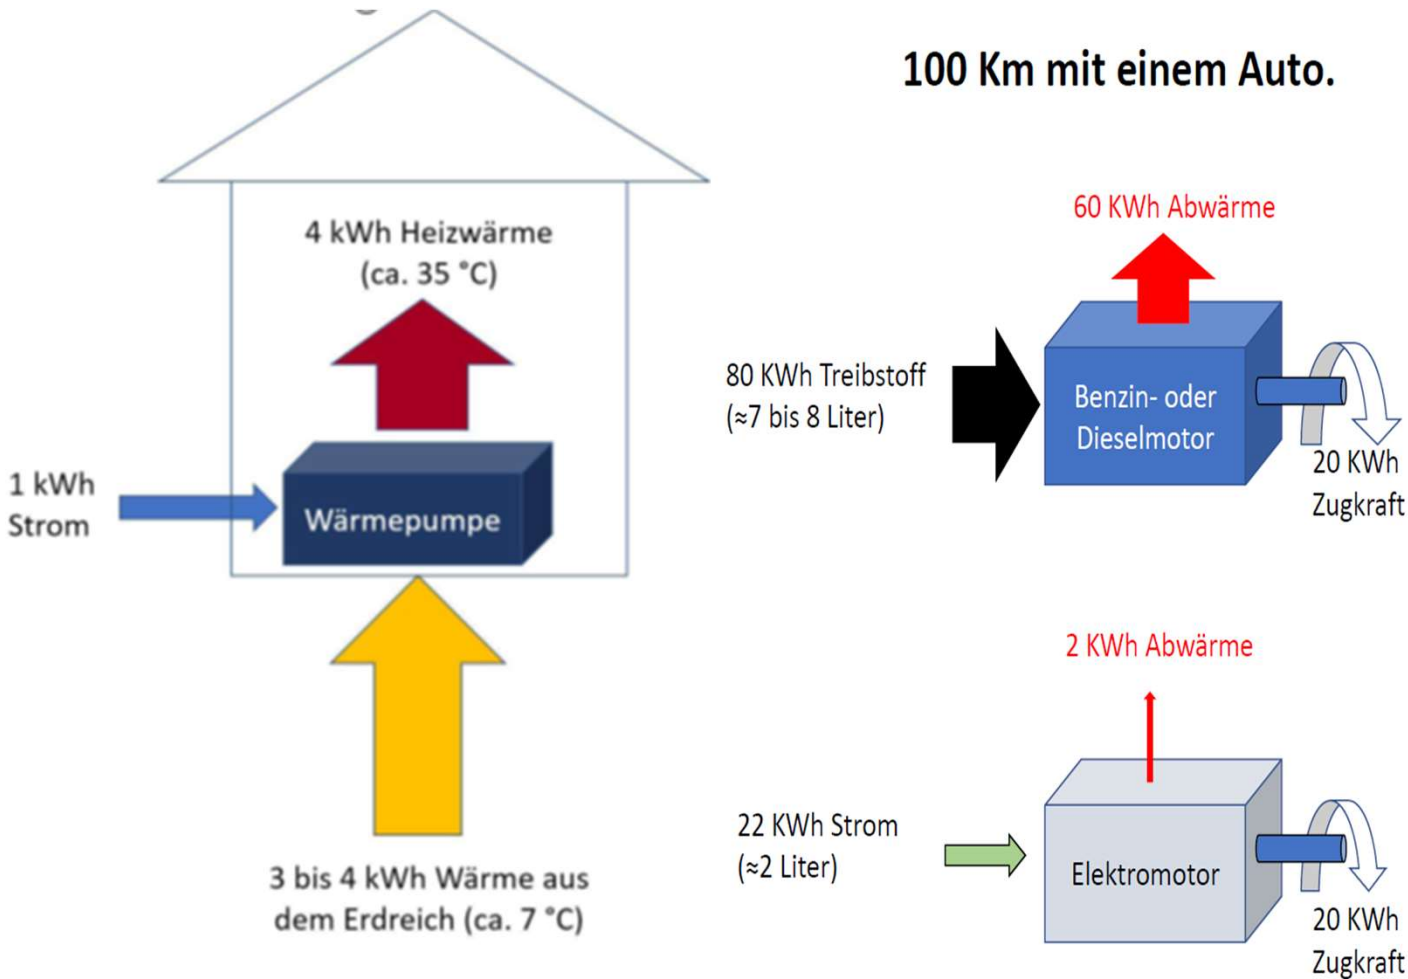 4 kWh Heizwärme
(ca. 35 °C)
1 kWh
Strom
Wärmepumpe
3 bis 4 kWh Wärme aus
dem Erdreich (ca. 7 °C)
100 Km mit einem Auto.
60 KWh Abwärme
80 KWh Treibstoff
(≈7 bis 8 Liter)
Benzin- oder
Dieselmotor
20 KWh
Zugkraft
2 KWh Abwärme
22 KWh Strom
(≈2 Liter)
Elektromotor
20 KWh
Zugkraft